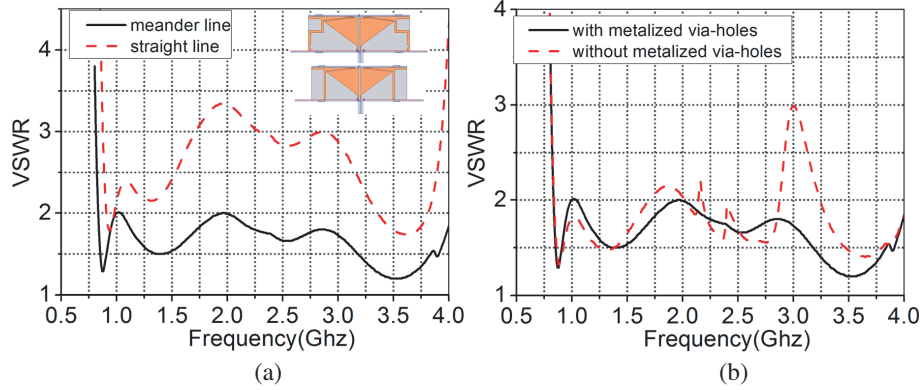 meander line
straight line
VSWR
4
3
2
1
0.5 1.0 1.5 2.0 2.5 3.0 3.5 4.0
Frequency(Ghz)
(a)
with metalized via-holes
without metalized via-holes
VSWR
4
3
2
1
0.5 1.0 1.5 2.0 2.5 3.0 3.5 4.0
Frequency(Ghz)
(b)